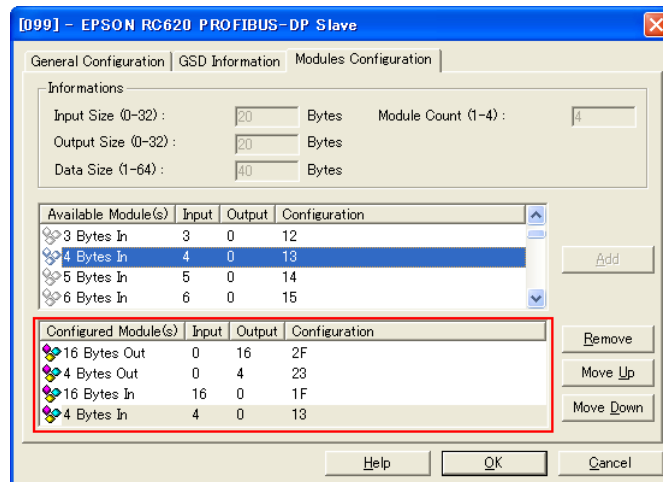 [099] - EPSON RC620 PROFIBUS-DP Slave
General Configuration GSD Information Modules Configuration
Informations
Input Size (0-32) : 20 Bytes Module Count (1-4) : 4
Output Size (0-32) : 20 Bytes
Data Size (1-64) : 40 Bytes
Available Module(s) Input Output Configuration
3 Bytes In 3 0 12
4 Bytes In 4 0 13
5 Bytes In 5 0 14
6 Bytes In 6 0 15
Add
Configured Module(s) Input Output Configuration
16 Bytes Out 0 16 2F
4 Bytes Out 0 4 23
16 Bytes In 16 0 1F
4 Bytes In 4 0 13
Remove
Move Up
Move Down
Help OK Cancel